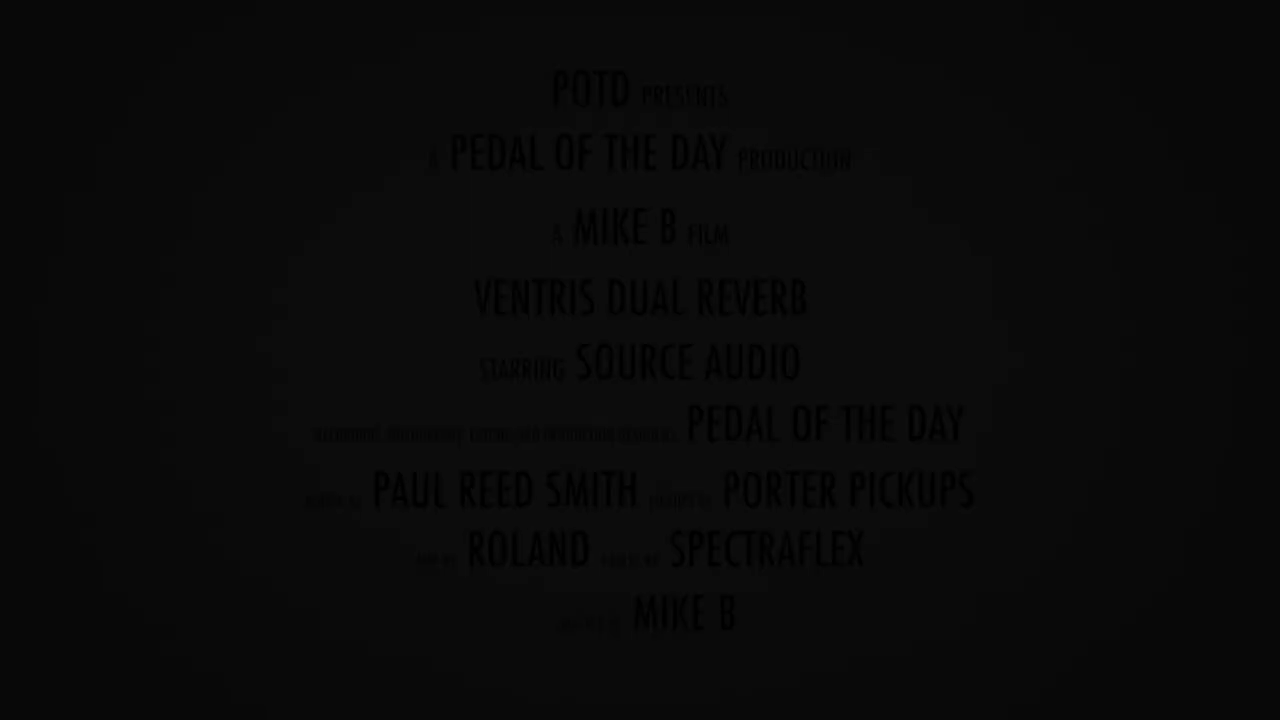 POTD PRESENTS
A PEDAL OF THE DAY PRODUCTION
A MIKE B FILM
VENTRIS DUAL REVERB
STARRING SOURCE AUDIO
PEDAL OF THE DAY
PAUL REED SMITH PORTER PICKUPS
ROLAND SPECTRAFLEX
MIKE B